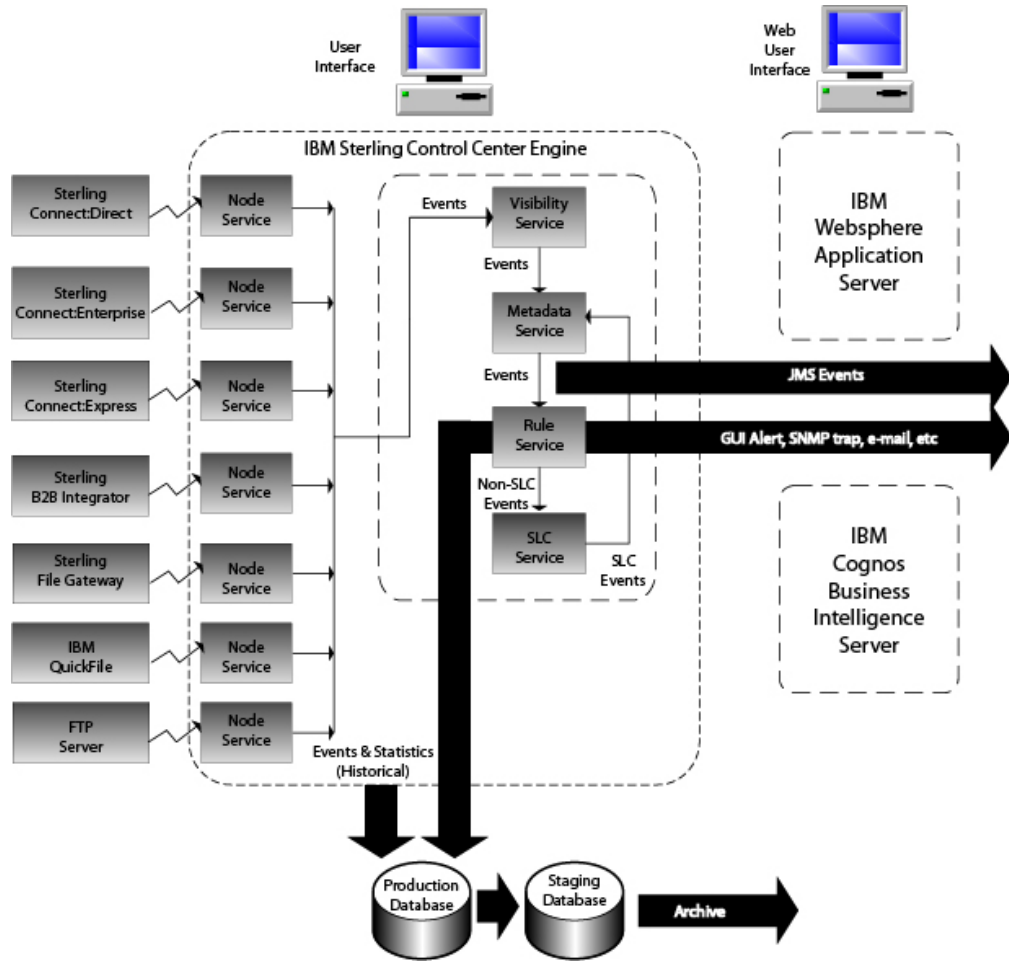 User
Interface
Web
User
Interface
IBM Sterling Control Center Engine
Sterling
Connect:Direct
Node
Service
Sterling
Connect:Enterprise
Node
Service
Sterling
Connect:Express
Node
Service
Sterling
B2B Integrator
Node
Service
Sterling
File Gateway
Node
Service
IBM
QuickFile
Node
Service
FTP
Server
Node
Service
Events
Visibility
Service
Events
Metadata
Service
Events
Rule
Service
Non-SLC
Events
SLC
Service
SLC
Events
IBM
Websphere
Application
Server
JMS Events
GUI Alert, SNMP trap, e-mail, etc
IBM
Cognos
Business
Intelligence
Server
Events & Statistics
(Historical)
Production
Database
Staging
Database
Archive